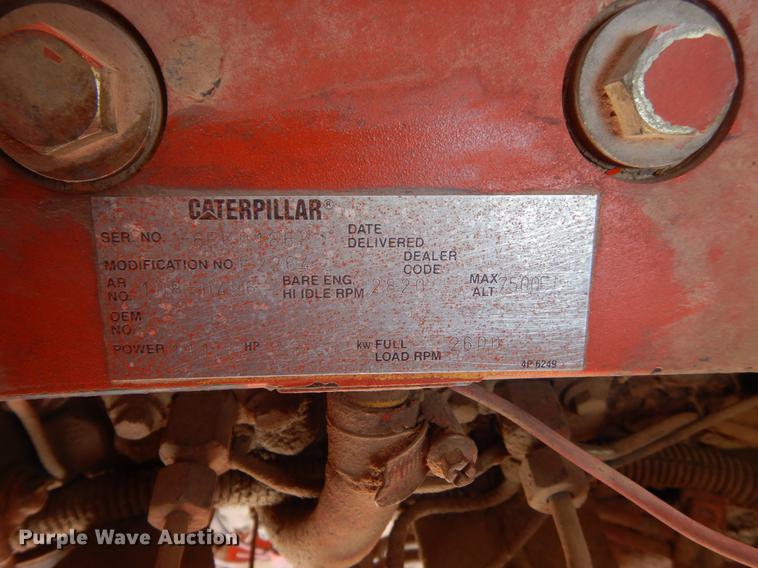 CATERPILLAR®
SER. NO. DATE DELIVERED
MODIFICATION NO. DEALER CODE
AR NO. BARE ENG. HI IDLE RPM 2820 MAX ALT
OEM NO.
POWER HP kw FULL LOAD RPM 2600
4P-6249
Purple Wave Auction